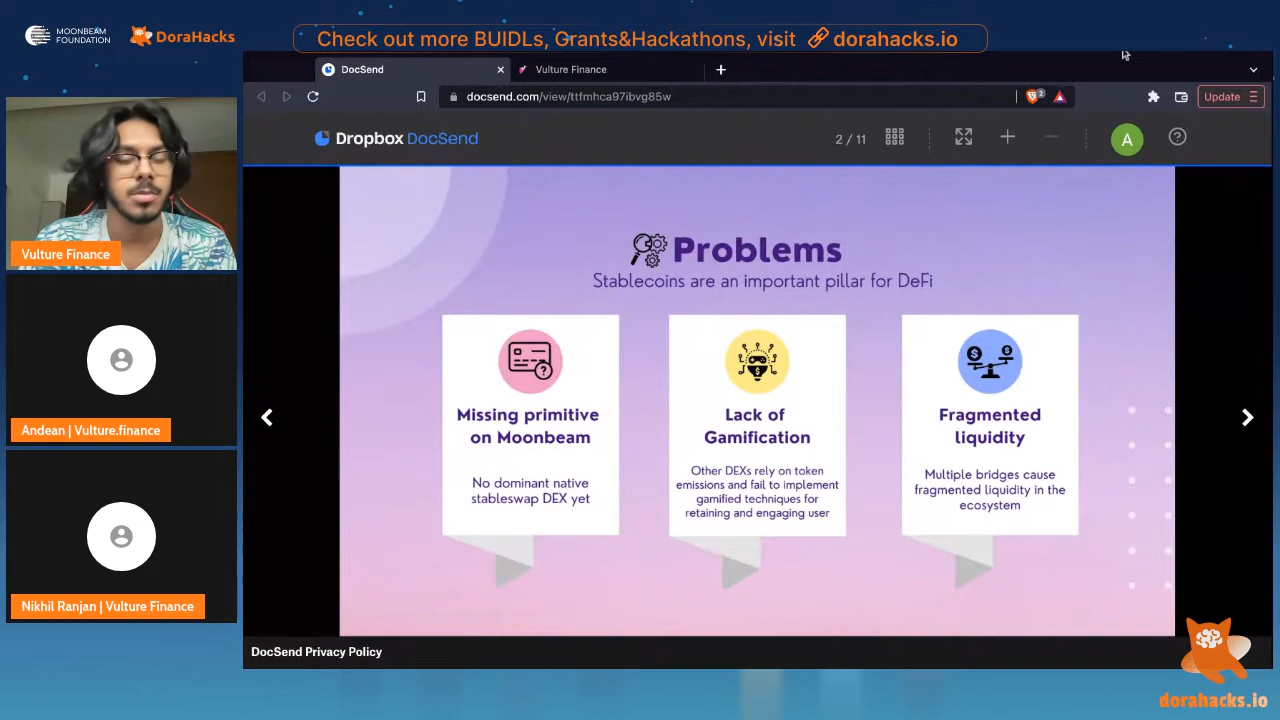 MOONBEAM
FOUNDATION
DoraHacks
Check out more BUIDLs, Grants&Hackathons, visit dorahacks.io
DocSend
Vulture Finance
docsend.com/view/ttfmhca97ibvg85w
2
Update
Dropbox DocSend
2 / 11
A
Vulture Finance
Andean | Vulture.finance
Nikhil Ranjan | Vulture Finance
Problems
Stablecoins are an important pillar for DeFi
Missing primitive
on Moonbeam
No dominant native
stableswap DEX yet
Lack of
Gamification
Other DEXs rely on token
emissions and fail to implement
gamified techniques for
retaining and engaging user
Fragmented
liquidity
Multiple bridges cause
fragmented liquidity in the
ecosystem
DocSend Privacy Policy
dorahacks.io